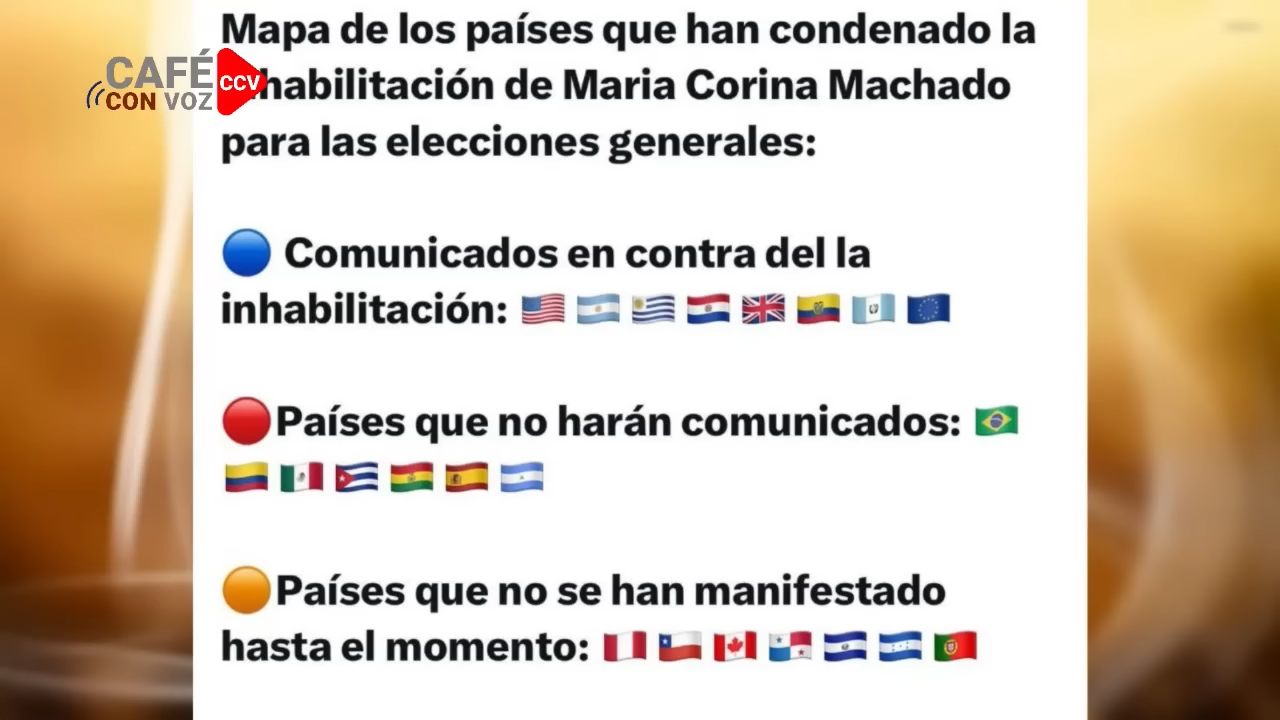 Mapa de los países que han condenado la
CAFÉ
CON VOZ
CCV
habilitación de Maria Corina Machado
para las elecciones generales:
🔵 Comunicados en contra del la
inhabilitación: 🇺🇸 🇦🇷 🇺🇾 🇵🇾 🇬🇧 🇪🇨 🇬🇹 🇪🇺
🔴Países que no harán comunicados: 🇧🇷
🇨🇴 🇲🇽 🇨🇺 🇧🇴 🇪🇸 🇳🇮
🟠Países que no se han manifestado
hasta el momento: 🇵🇪 🇨🇱 🇨🇦 🇵🇦 🇸🇻 🇭🇳 🇵🇹